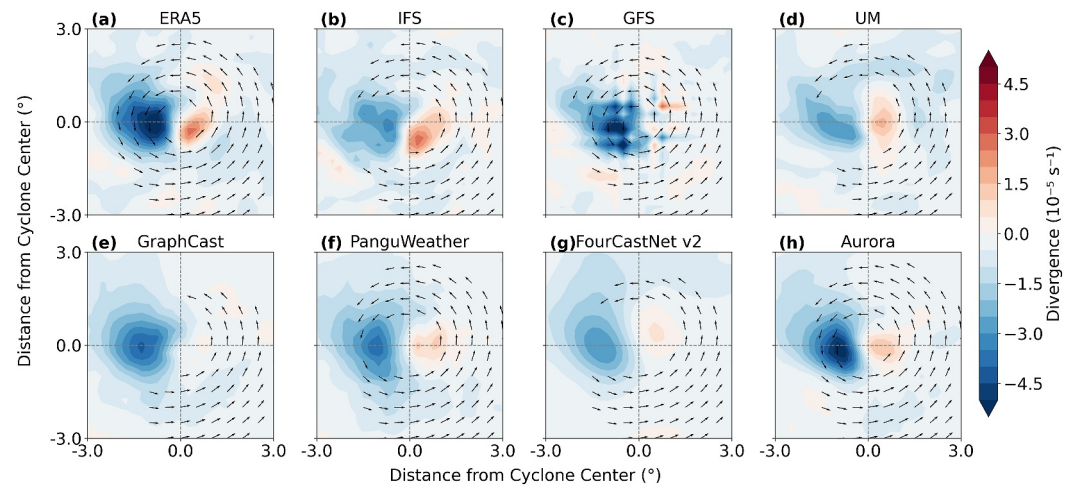 (a) ERA5
(b) IFS
(c) GFS
(d) UM
3.0
0.0
-3.0
(e) GraphCast
(f) PanguWeather
(g)FourCastNet v2
(h) Aurora
3.0
0.0
-3.0
-3.0 0.0 3.0
-3.0 0.0 3.0
-3.0 0.0 3.0
-3.0 0.0 3.0
Distance from Cyclone Center (°)
Distance from Cyclone Center (°)
4.5
3.0
1.5
0.0
−1.5
−3.0
−4.5
Divergence (10⁻⁵ s⁻¹)